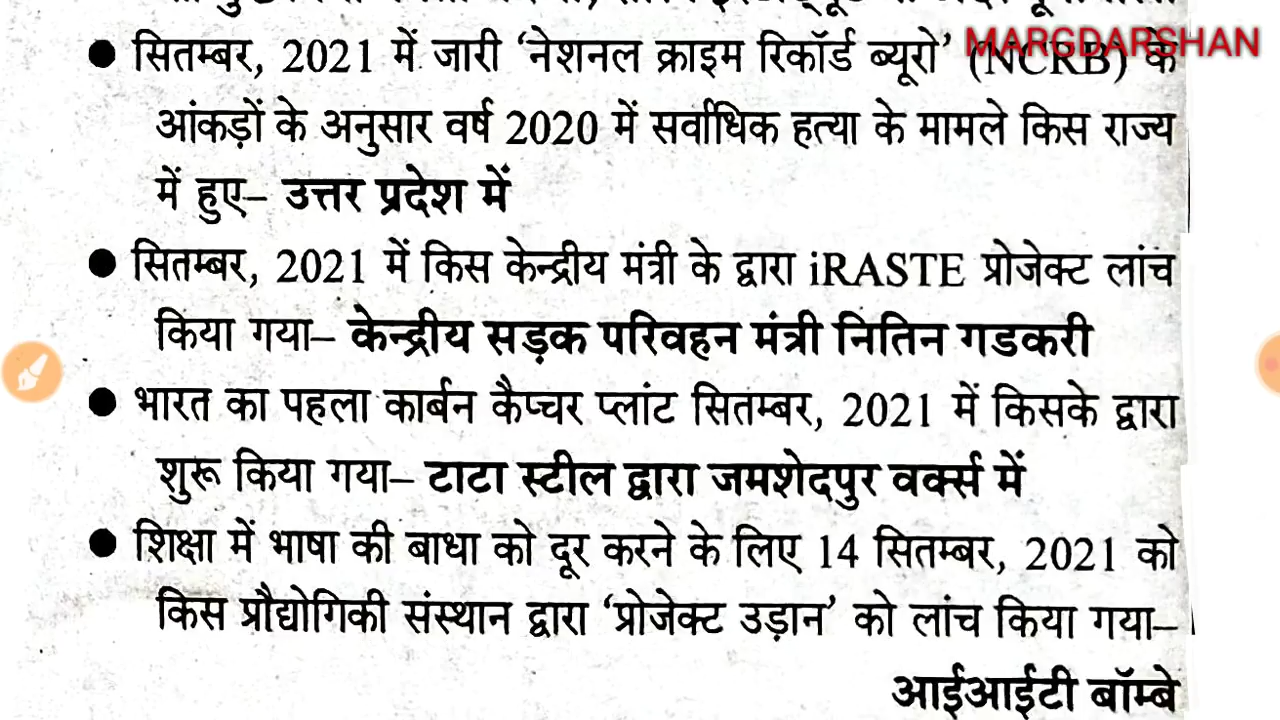 ● सितम्बर, 2021 में जारी ‘नेशनल क्राइम रिकॉर्ड ब्यूरो’ (NCRB) के
MARGDARSHAN
आंकड़ों के अनुसार वर्ष 2020 में सर्वाधिक हत्या के मामले किस राज्य
में हुए– उत्तर प्रदेश में
● सितम्बर, 2021 में किस केन्द्रीय मंत्री के द्वारा iRASTE प्रोजेक्ट लांच
किया गया– केन्द्रीय सड़क परिवहन मंत्री नितिन गडकरी
● भारत का पहला कार्बन कैप्चर प्लांट सितम्बर, 2021 में किसके द्वारा
शुरू किया गया– टाटा स्टील द्वारा जमशेदपुर वर्क्स में
● शिक्षा में भाषा की बाधा को दूर करने के लिए 14 सितम्बर, 2021 को
किस प्रौद्योगिकी संस्थान द्वारा ‘प्रोजेक्ट उड़ान’ को लांच किया गया–
आईआईटी बॉम्बे